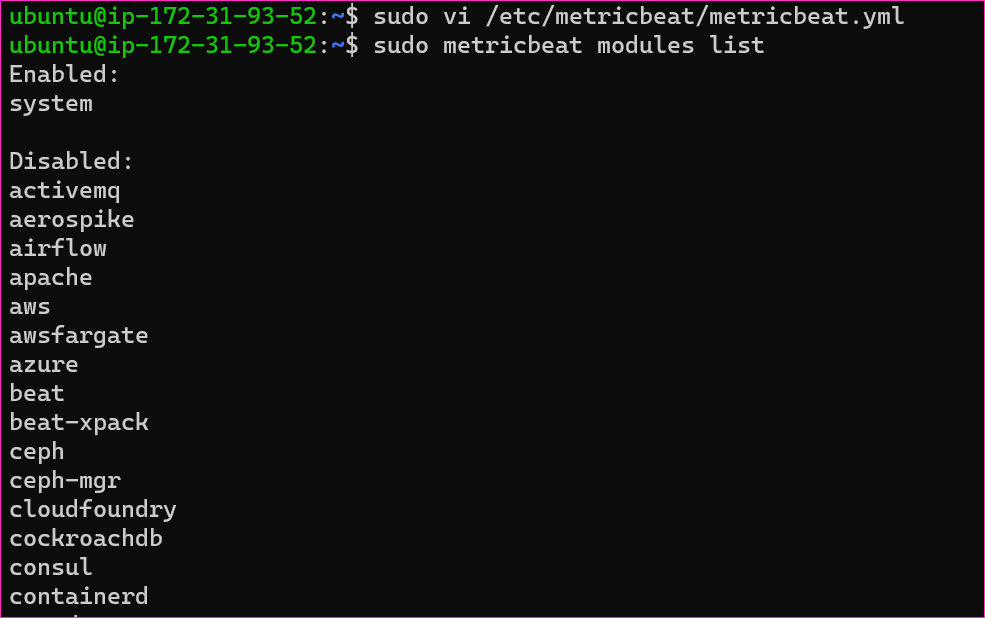 ubuntu@ip-172-31-93-52:~$ sudo vi /etc/metricbeat/metricbeat.yml
ubuntu@ip-172-31-93-52:~$ sudo metricbeat modules list
Enabled:
system

Disabled:
activemq
aerospike
airflow
apache
aws
awsfargate
azure
beat
beat-xpack
ceph
ceph-mgr
cloudfoundry
cockroachdb
consul
containerd